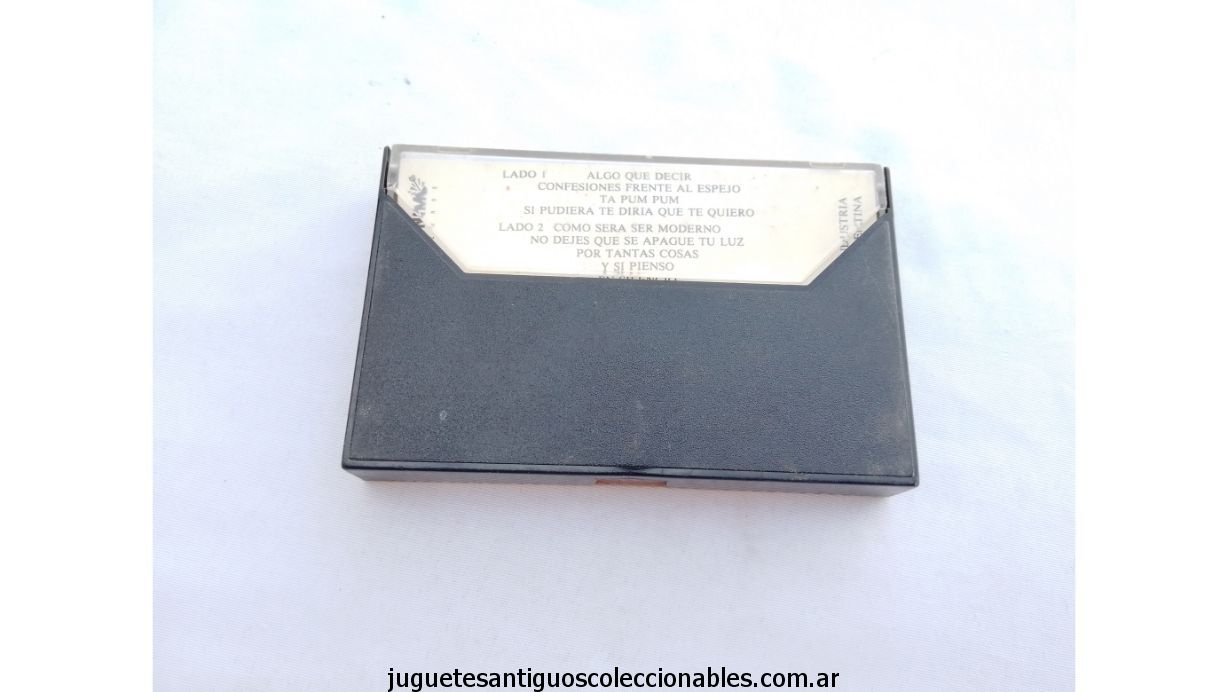 LADO 1 ALGO QUE DECIR
CONFESIONES FRENTE AL ESPEJO
TA PUM PUM
SI PUDIERA TE DIRIA QUE TE QUIERO
LADO 2 COMO SERA SER MODERNO
NO DEJES QUE SE APAGUE TU LUZ
POR TANTAS COSAS
Y SI PIENSO
juguetesantiguoscoleccionables.com.ar